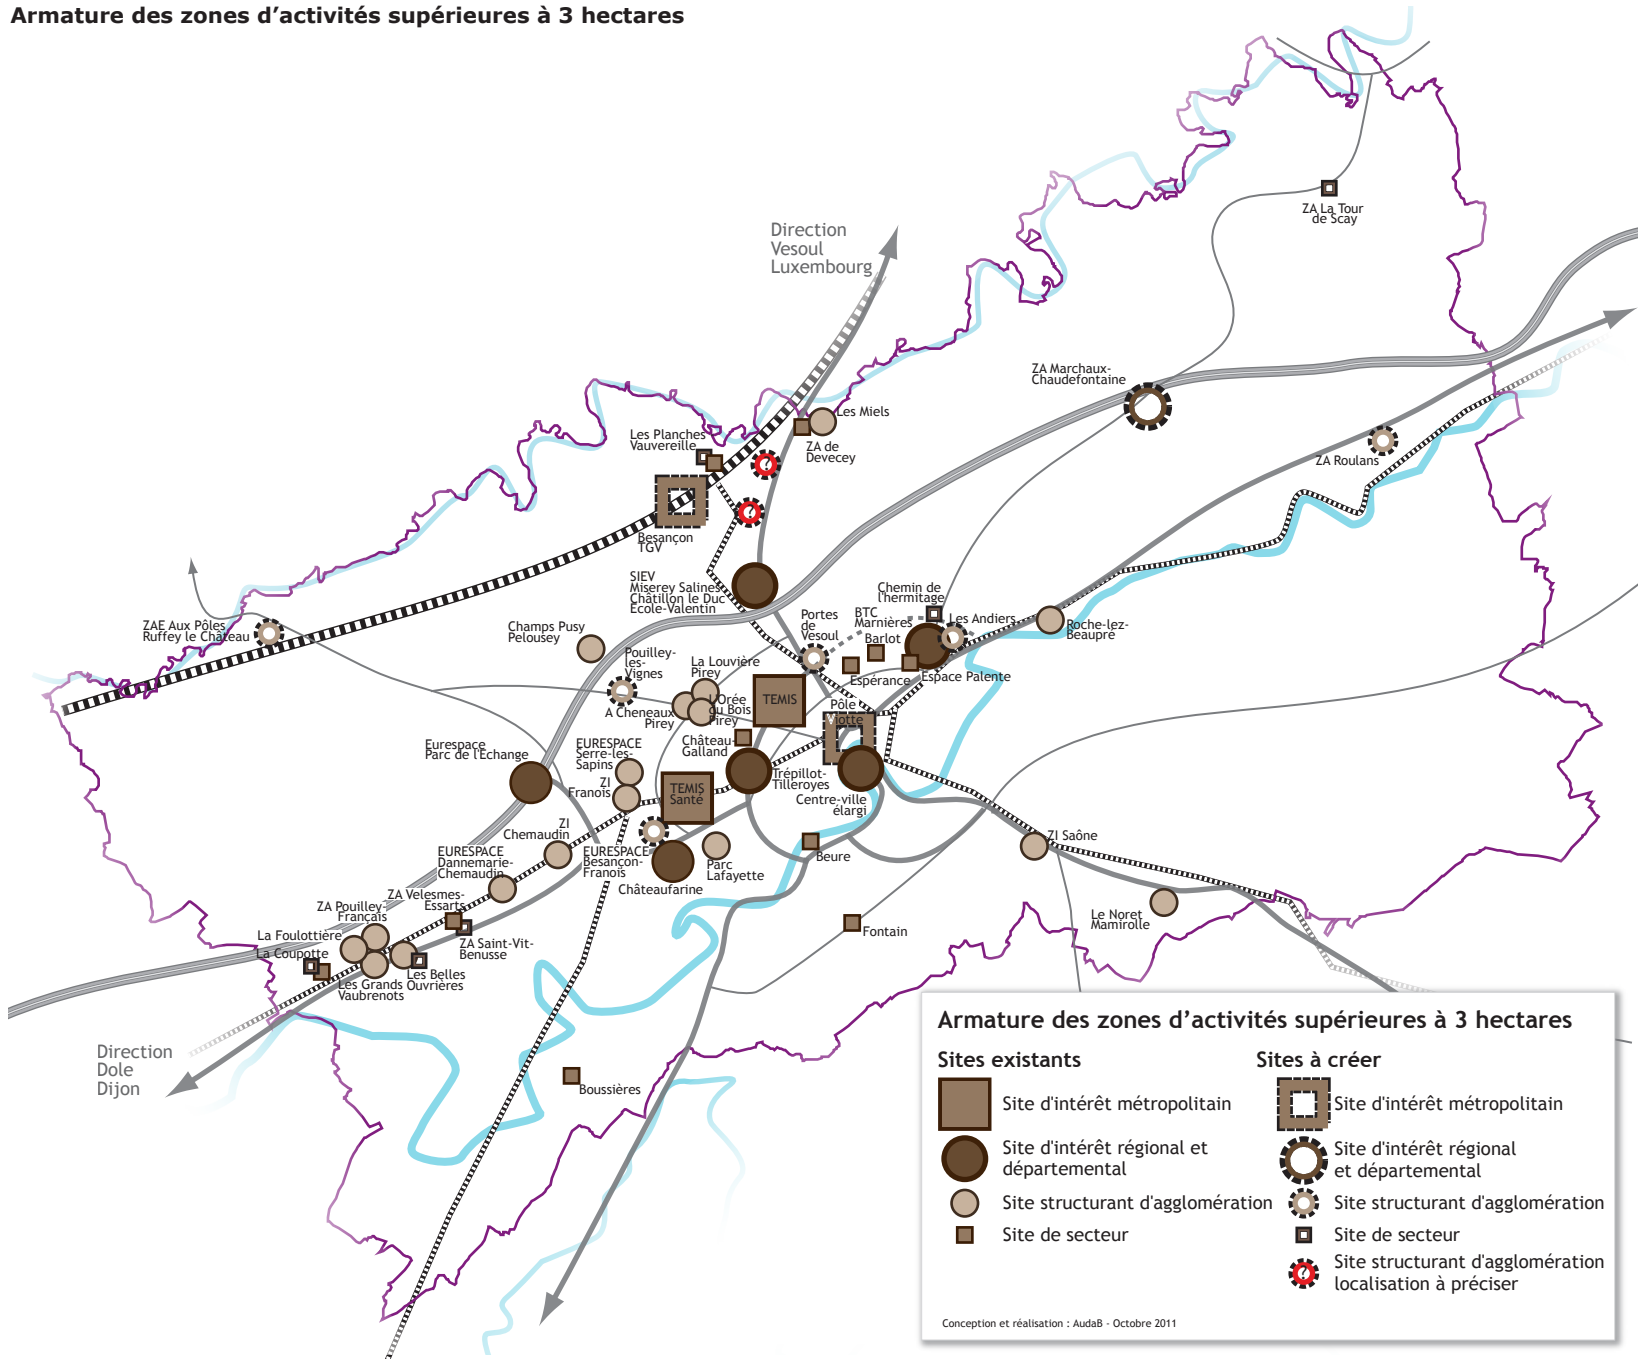 Armature des zones d’activités supérieures à 3 hectares
Direction
Vesoul
Luxembourg
ZA La Tour
de Scay
ZA Marchaux-
Chaudefontaine
Les Miels
ZA de
Devecey
Les Planches
Vauvereille
ZA Roulans
Besançon
TGV
SIEV
Miserey Salines
Châtillon le Duc
Ecole-Valentin
Chemin de
l'hermitage
Portes
de
Vesoul
BTC
Marnières
Barlot
Les Andiers
Roche-lez-
Beaupré
ZAE Aux Pôles
Ruffey le Château
Champs Pusy
Pelousey
Pouilley-
les-
Vignes
La Louvière
Pirey
L'Orée
du Bois
Pirey
A Cheneaux
Pirey
TEMIS
Espérance
Espace Palente
Pôle
Viotte
Château-
Galland
Eurespace
Parc de l'Echange
EURESPACE
Serre-les-
Sapins
ZI
Franois
TEMIS
Santé
Trépillot-
Tilleroyes
Centre-ville
élargi
ZI
Chemaudin
EURESPACE
Dannemarie-
Chemaudin
EURESPACE
Besançon-
Franois
Châteaufarine
Parc
Lafayette
Beure
ZI Saône
Le Noret
Mamirolle
ZA Velesmes-
Essarts
ZA Pouilley-
Français
La Foulottière
La Coupotte
ZA Saint-Vit-
Benusse
Les Belles
Ouvrières
Les Grands
Vaubrenots
Fontain
Boussières
Direction
Dole
Dijon
Armature des zones d’activités supérieures à 3 hectares
Sites existants
Site d'intérêt métropolitain
Site d'intérêt régional et
départemental
Site structurant d'agglomération
Site de secteur
Sites à créer
Site d'intérêt métropolitain
Site d'intérêt régional
et départemental
Site structurant d'agglomération
Site de secteur
?
Site structurant d'agglomération
localisation à préciser
Conception et réalisation : AudaB - Octobre 2011